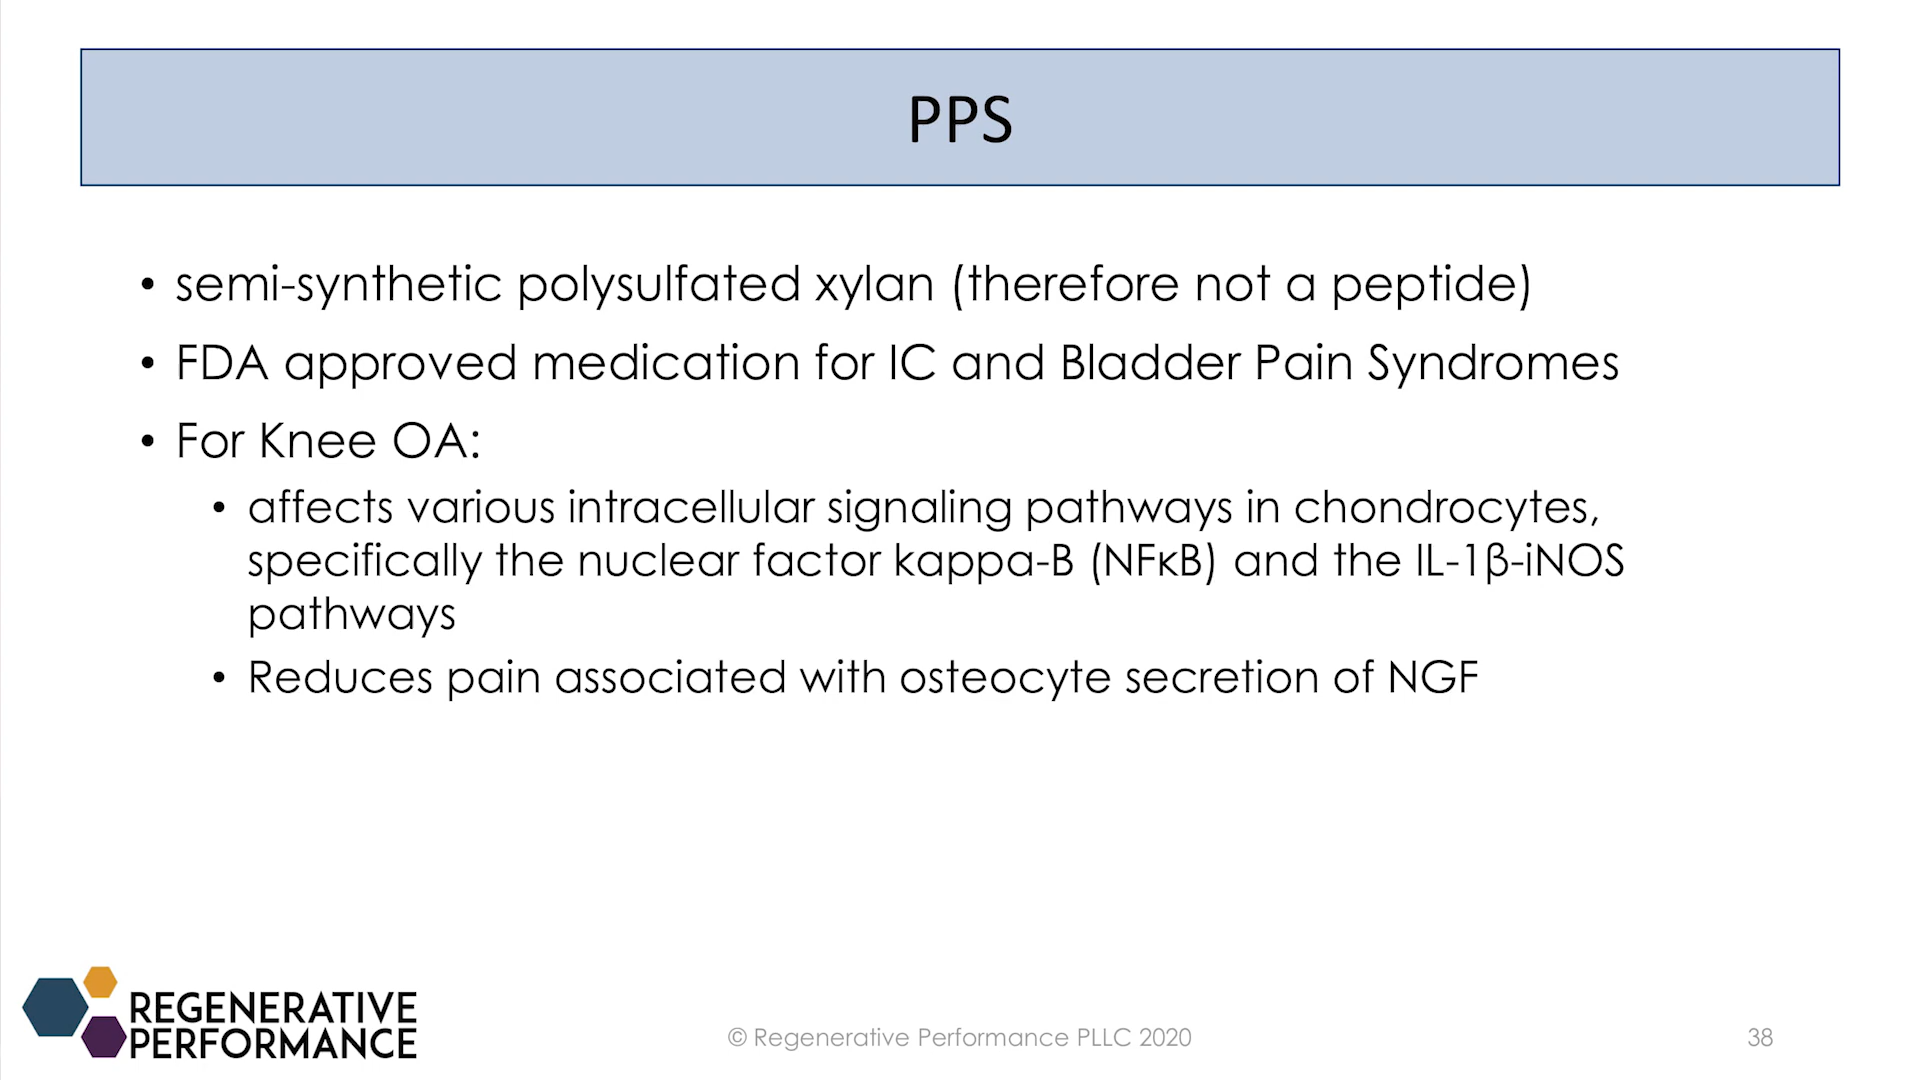 PPS
• semi-synthetic polysulfated xylan (therefore not a peptide)
• FDA approved medication for IC and Bladder Pain Syndromes
• For Knee OA:
• affects various intracellular signaling pathways in chondrocytes,
specifically the nuclear factor kappa-B (NFκB) and the IL-1β-iNOS
pathways
• Reduces pain associated with osteocyte secretion of NGF
REGENERATIVE
PERFORMANCE
© Regenerative Performance PLLC 2020
38